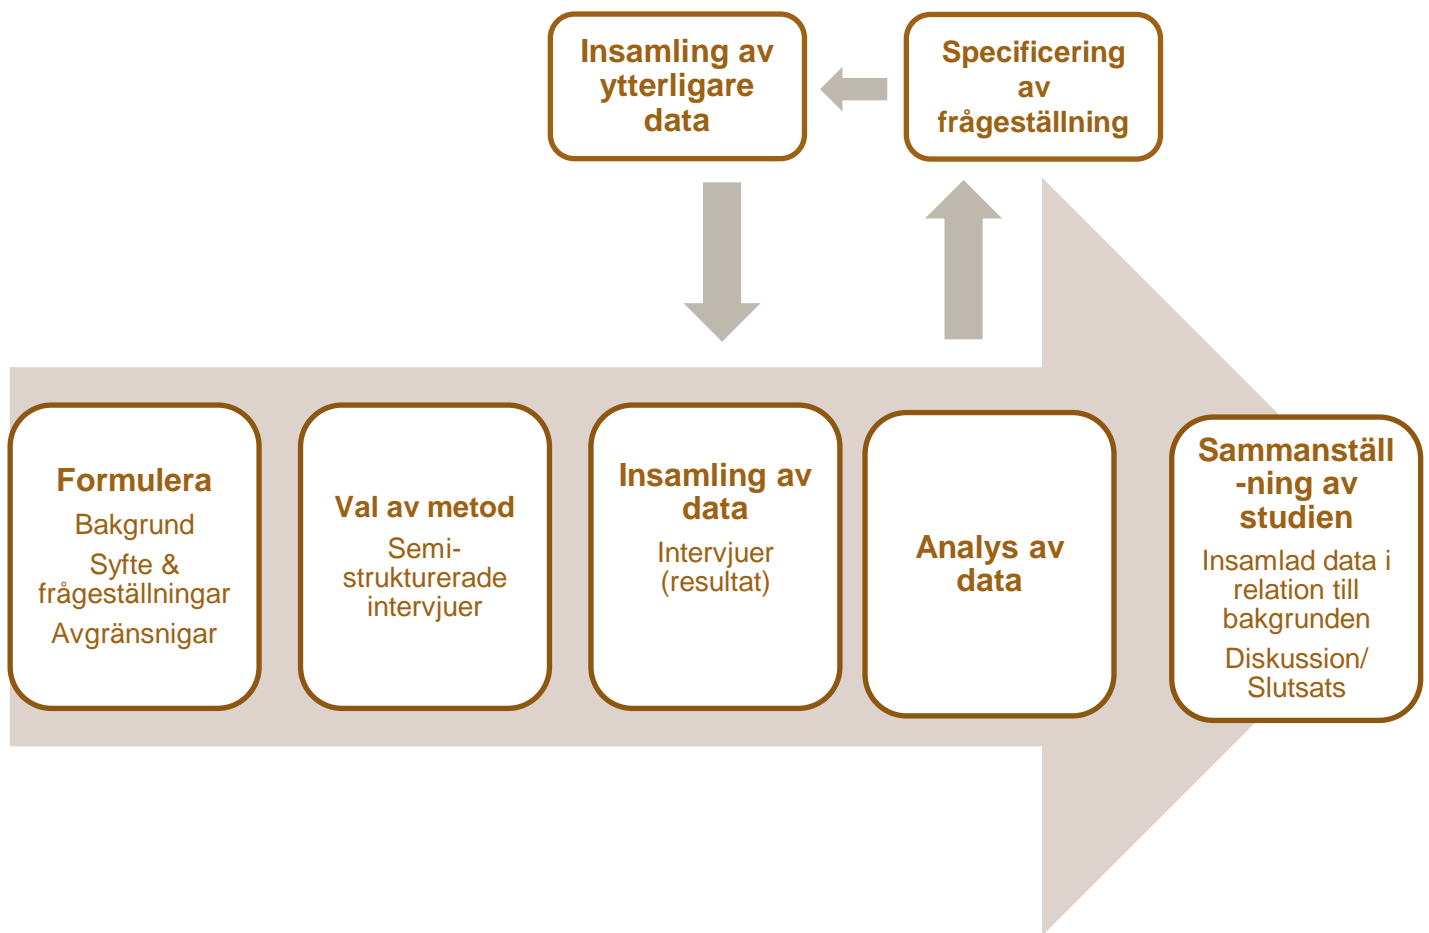 Insamling av
ytterligare
data
Specificering
av
frågeställning
Formulera
Bakgrund
Syfte &
frågeställningar
Avgränsnigar
Val av metod
Semi-
strukturerade
intervjuer
Insamling av
data
Intervjuer
(resultat)
Analys av
data
Sammanställ
-ning av
studien
Insamlad data i
relation till
bakgrunden
Diskussion/
Slutsats